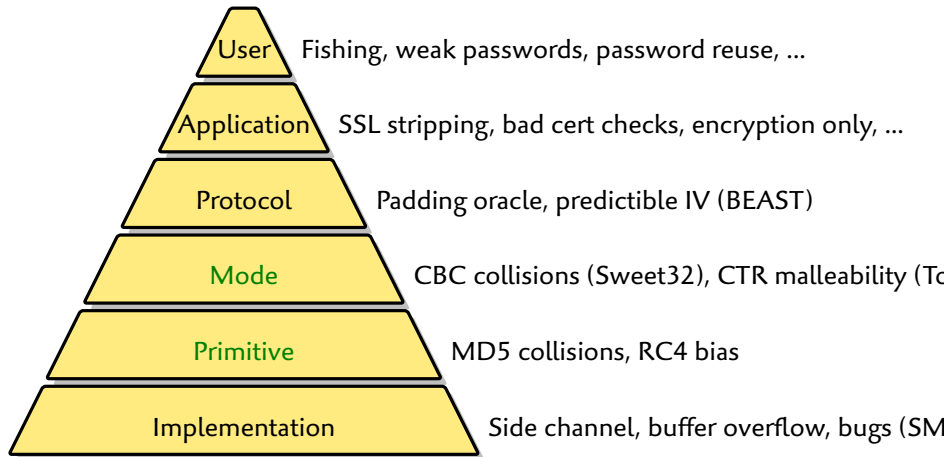 User Fishing, weak passwords, password reuse, ...
Application SSL stripping, bad cert checks, encryption only, ...
Protocol Padding oracle, predictible IV (BEAST)
Mode CBC collisions (Sweet32), CTR malleability
Primitive MD5 collisions, RC4 bias
Implementation Side channel, buffer overflow, bugs